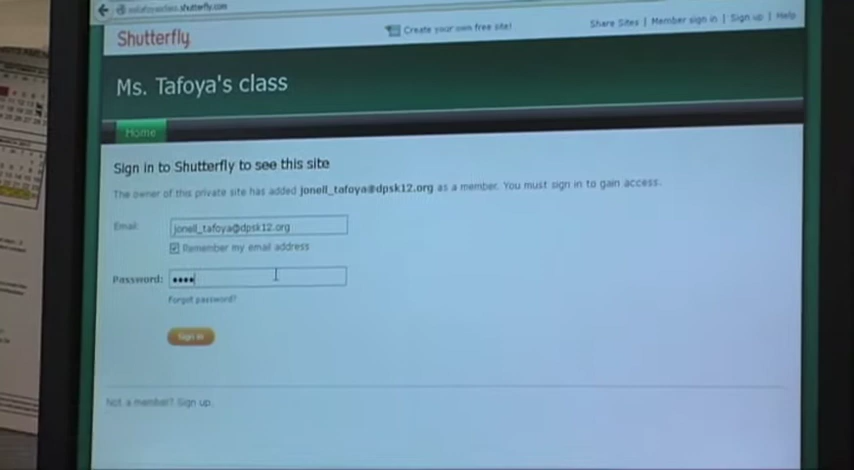 Shutterfly
Create your own free site!
Share Sites | Member sign in | Sign up | Help
Ms. Tafoya's class
Home
Sign in to Shutterfly to see this site
The owner of this private site has added jonell_tafoya@dpsk12.org as a member. You must sign in to gain access.
Email: jonell_tafoya@dpsk12.org
Remember my email address
Password: ••••
Forgot password?
Sign in
Not a member? Sign up.